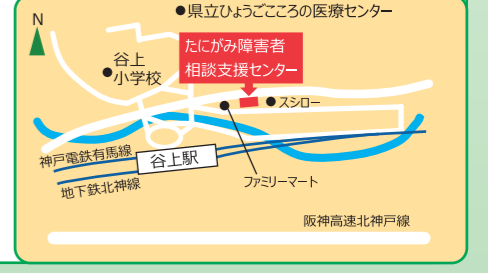 県立ひょうごこころの医療センター
N
たにがみ障害者
相談支援センター
谷上
小学校
スシロー
神戸電鉄有馬線
谷上駅
地下鉄北神線
ファミリーマート
阪神高速北神戸線